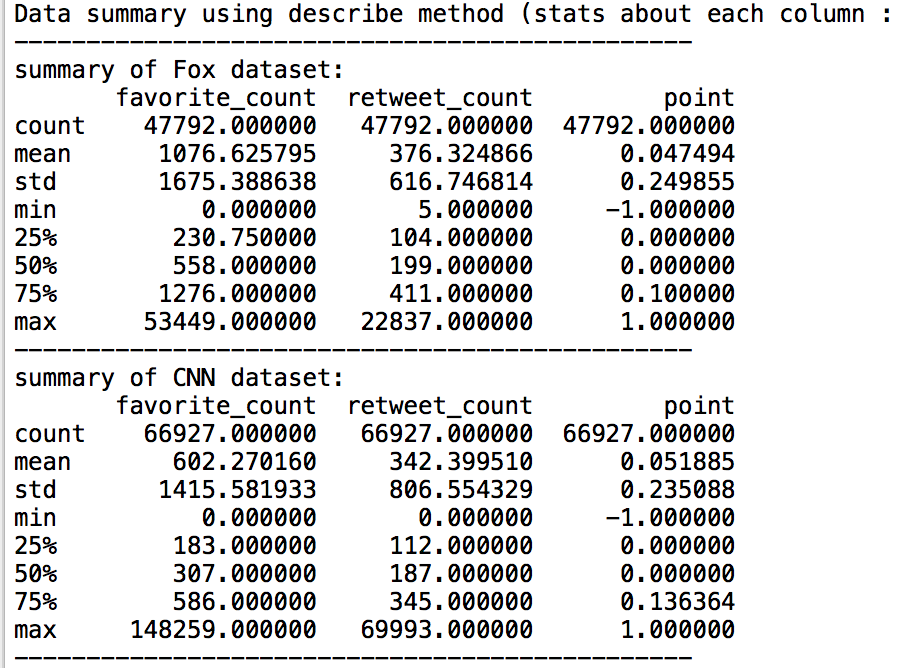 Data summary using describe method (stats about each column :
-----------------------------------------------
summary of Fox dataset:
favorite_count retweet_count point
count 47792.000000 47792.000000 47792.000000
mean 1076.625795 376.324866 0.047494
std 1675.388638 616.746814 0.249855
min 0.000000 5.000000 -1.000000
25% 230.750000 104.000000 0.000000
50% 558.000000 199.000000 0.000000
75% 1276.000000 411.000000 0.100000
max 53449.000000 22837.000000 1.000000
-----------------------------------------------
summary of CNN dataset:
favorite_count retweet_count point
count 66927.000000 66927.000000 66927.000000
mean 602.270160 342.399510 0.051885
std 1415.581933 806.554329 0.235088
min 0.000000 0.000000 -1.000000
25% 183.000000 112.000000 0.000000
50% 307.000000 187.000000 0.000000
75% 586.000000 345.000000 0.136364
max 148259.000000 69993.000000 1.000000
-----------------------------------------------